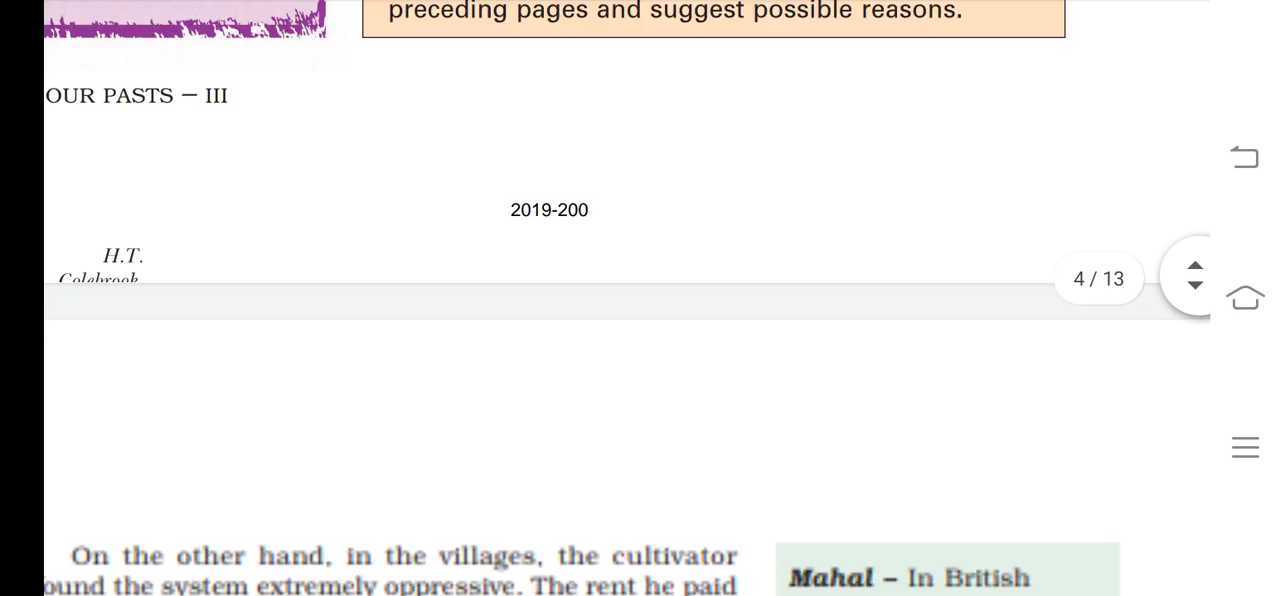 preceding pages and suggest possible reasons.
OUR PASTS — III
2019-200
H.T.
Colebrook
4 / 13
On the other hand, in the villages, the cultivator
ound the system extremely oppressive. The rent he paid
Mahal – In British